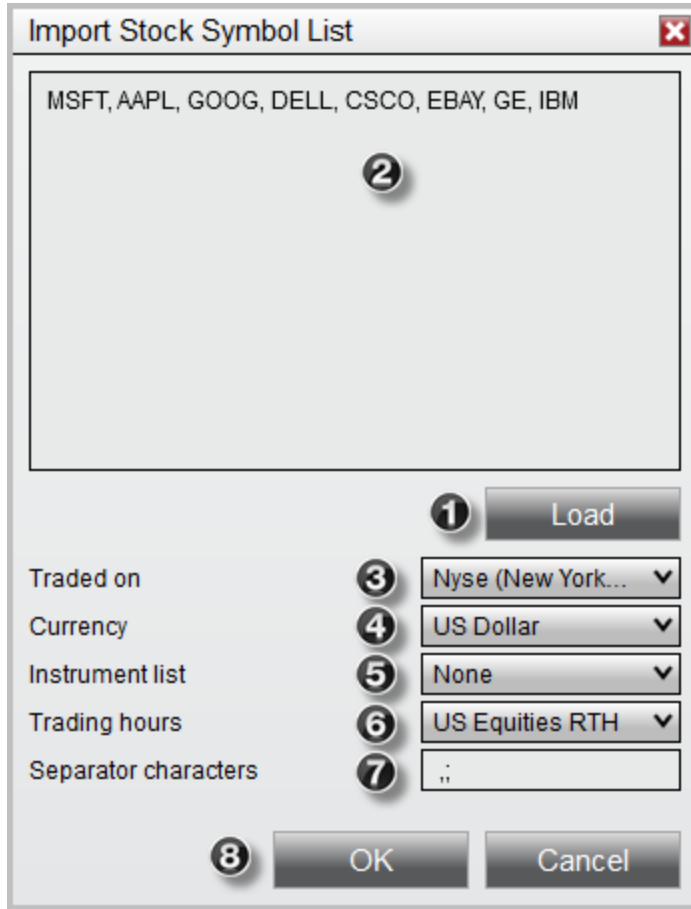 Import Stock Symbol List
MSFT, AAPL, GOOG, DELL, CSCO, EBAY, GE, IBM
2
1 Load
Traded on 3 Nyse (New York...
Currency 4 US Dollar
Instrument list 5 None
Trading hours 6 US Equities RTH
Separator characters 7 ,;
8 OK Cancel